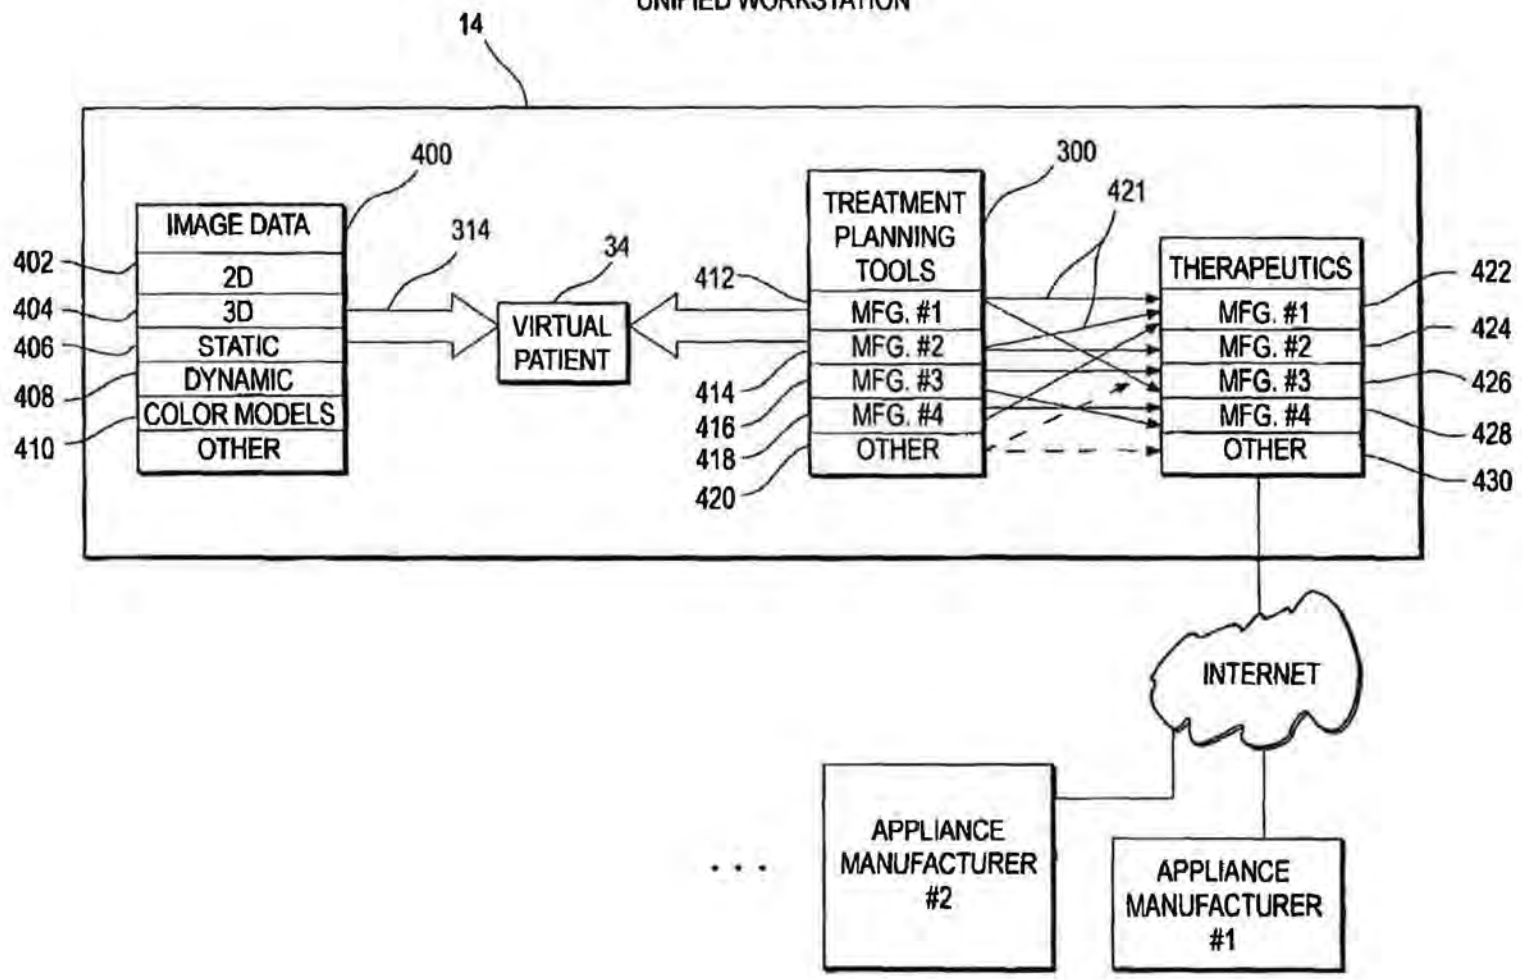 UNIFIED WORKSTATION
14
400
IMAGE DATA
402
2D
404
3D
406
STATIC
408
DYNAMIC
410
COLOR MODELS
OTHER
314
34
VIRTUAL
PATIENT
300
TREATMENT
PLANNING
TOOLS
412
MFG. #1
414
MFG. #2
416
MFG. #3
418
MFG. #4
420
OTHER
421
THERAPEUTICS
MFG. #1
422
MFG. #2
424
MFG. #3
426
MFG. #4
428
OTHER
430
INTERNET
. . .
APPLIANCE
MANUFACTURER
#2
APPLIANCE
MANUFACTURER
#1